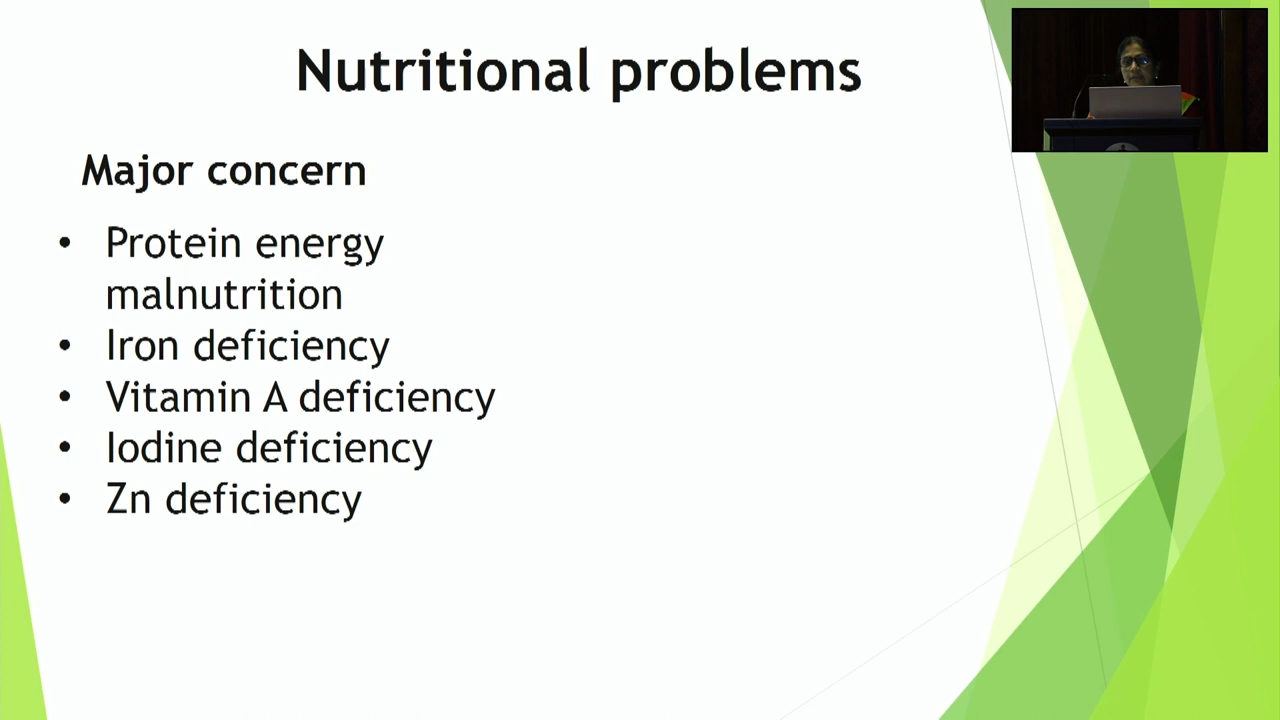 Nutritional problems
Major concern
• Protein energy
malnutrition
• Iron deficiency
• Vitamin A deficiency
• Iodine deficiency
• Zn deficiency